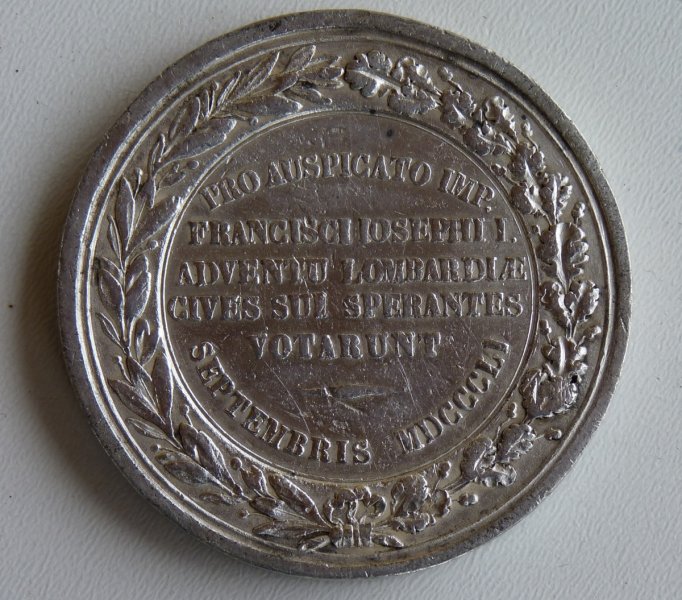 PRO AUSPICATO IMP.
FRANCISCI IOSEPHI I.
ADVENTU LOMBARDIÆ
CIVES SUI SPERANTES
VOTARUNT
SEPTEMBRIS MDCCCLI